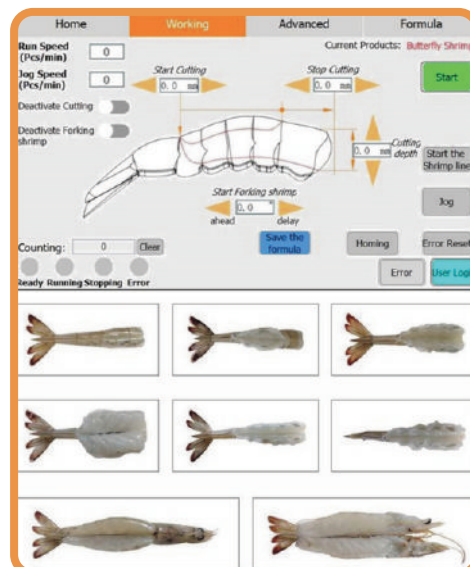 Home Working Advanced Formula
Run Speed (Pcs/min) 0
Current Products: Butterfly Shrimp
Jog Speed (Pcs/min) 0
Start Cutting
0.0 mm
Stop Cutting
0.0 mm
Start
Deactivate Cutting
Deactivate Forking shrimp
0.0 mm
Cutting depth
Start the Shrimp line
Start Forking shrimp
0.0 °
ahead delay
Jog
Counting: 0 Clear
Save the formula
Homing
Error Reset
Ready Running Stopping Error
Error
User Logi